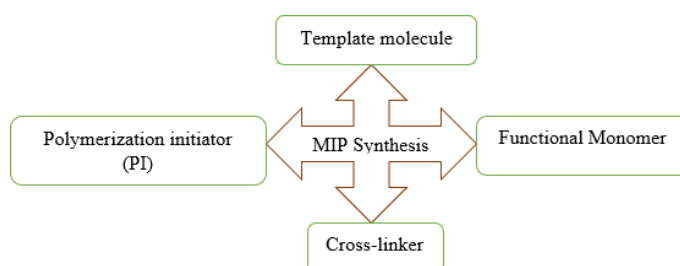 Template molecule
Polymerization initiator
(PI)
MIP Synthesis
Functional Monomer
Cross-linker